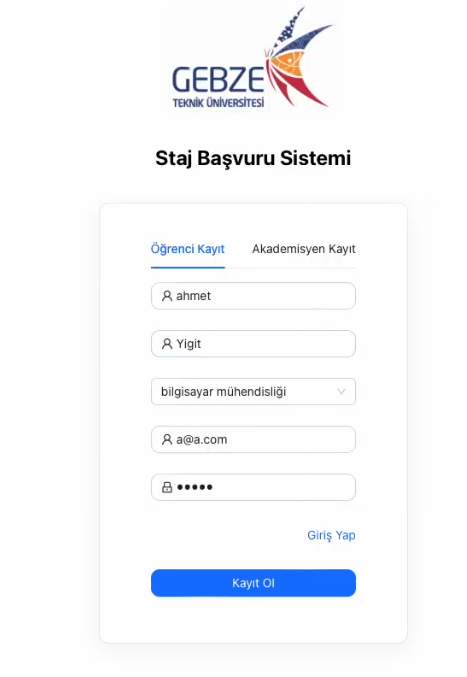 GEBZE
TEKNİK ÜNİVERSİTESİ
Staj Başvuru Sistemi
Öğrenci Kayıt Akademisyen Kayıt
ahmet
Yigit
bilgisayar mühendisliği
a@a.com
•••••
Giriş Yap
Kayıt Ol